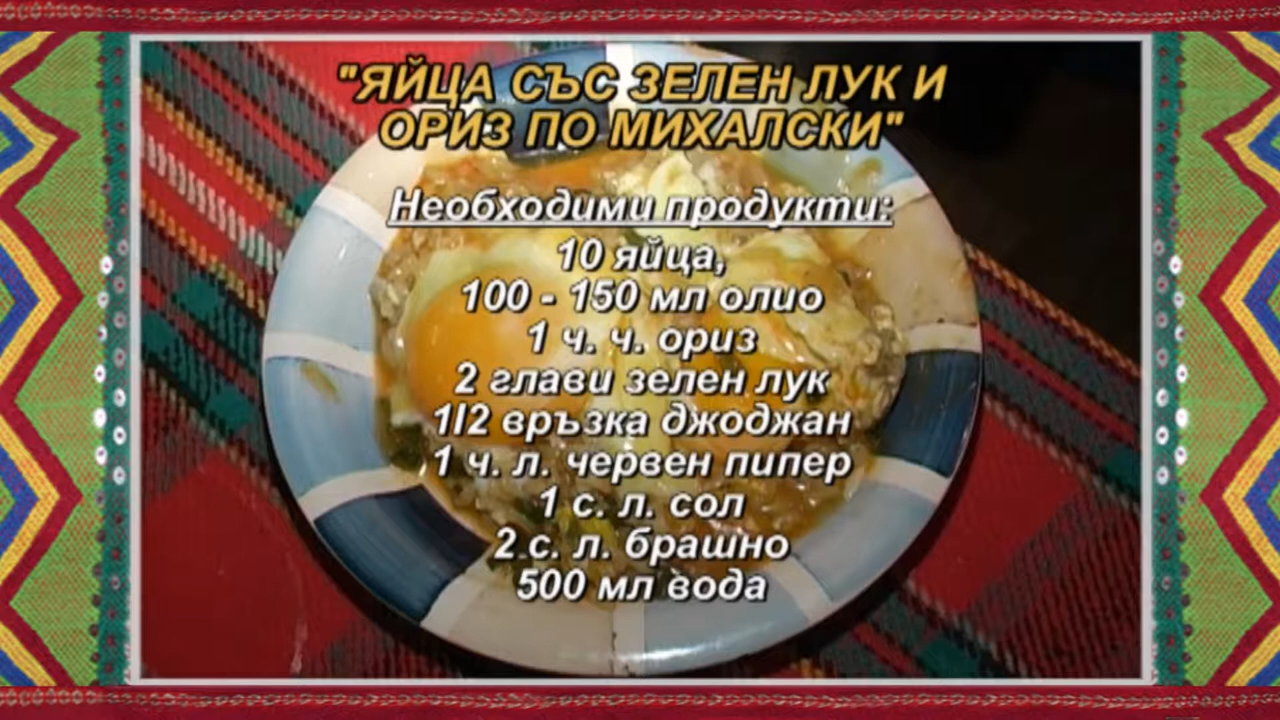 "ЯЙЦА СЪС ЗЕЛЕН ЛУК И
ОРИЗ ПО МИХАЛСКИ"
Необходими продукти:
10 яйца,
100 - 150 мл олио
1 ч. ч. ориз
2 глави зелен лук
1/2 връзка джоджан
1 ч. л. червен пипер
1 с. л. сол
2 с. л. брашно
500 мл вода